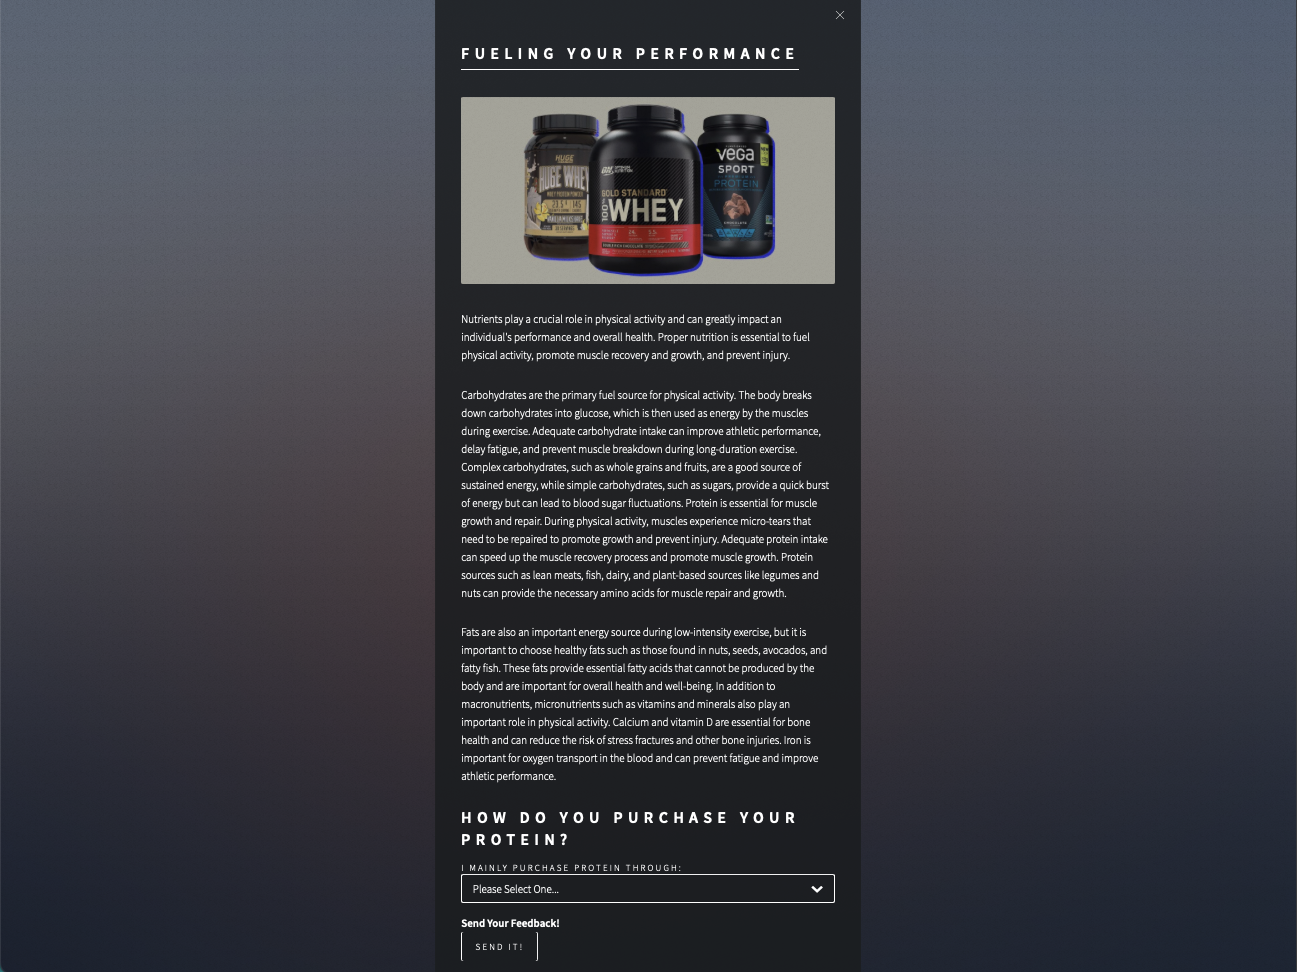 FUELING YOUR PERFORMANCE
HUGE
HUGE WHEY
OPTIMUM NUTRITION
GOLD STANDARD
100% WHEY
vega
SPORT
PROTEIN
Nutrients play a crucial role in physical activity and can greatly impact an
individual's performance and overall health. Proper nutrition is essential to fuel
physical activity, promote muscle recovery and growth, and prevent injury.
Carbohydrates are the primary fuel source for physical activity. The body breaks
down carbohydrates into glucose, which is then used as energy by the muscles
during exercise. Adequate carbohydrate intake can improve athletic performance,
delay fatigue, and prevent muscle breakdown during long-duration exercise.
Complex carbohydrates, such as whole grains and fruits, are a good source of
sustained energy, while simple carbohydrates, such as sugars, provide a quick burst
of energy but can lead to blood sugar fluctuations. Protein is essential for muscle
growth and repair. During physical activity, muscles experience micro-tears that
need to be repaired to promote growth and prevent injury. Adequate protein intake
can speed up the muscle recovery process and promote muscle growth. Protein
sources such as lean meats, fish, dairy, and plant-based sources like legumes and
nuts can provide the necessary amino acids for muscle repair and growth.
Fats are also an important energy source during low-intensity exercise, but it is
important to choose healthy fats such as those found in nuts, seeds, avocados, and
fatty fish. These fats provide essential fatty acids that cannot be produced by the
body and are important for overall health and well-being. In addition to
macronutrients, micronutrients such as vitamins and minerals also play an
important role in physical activity. Calcium and vitamin D are essential for bone
health and can reduce the risk of stress fractures and other bone injuries. Iron is
important for oxygen transport in the blood and can prevent fatigue and improve
athletic performance.
HOW DO YOU PURCHASE YOUR
PROTEIN?
I MAINLY PURCHASE PROTEIN THROUGH:
Please Select One...
Send Your Feedback!
SEND IT!